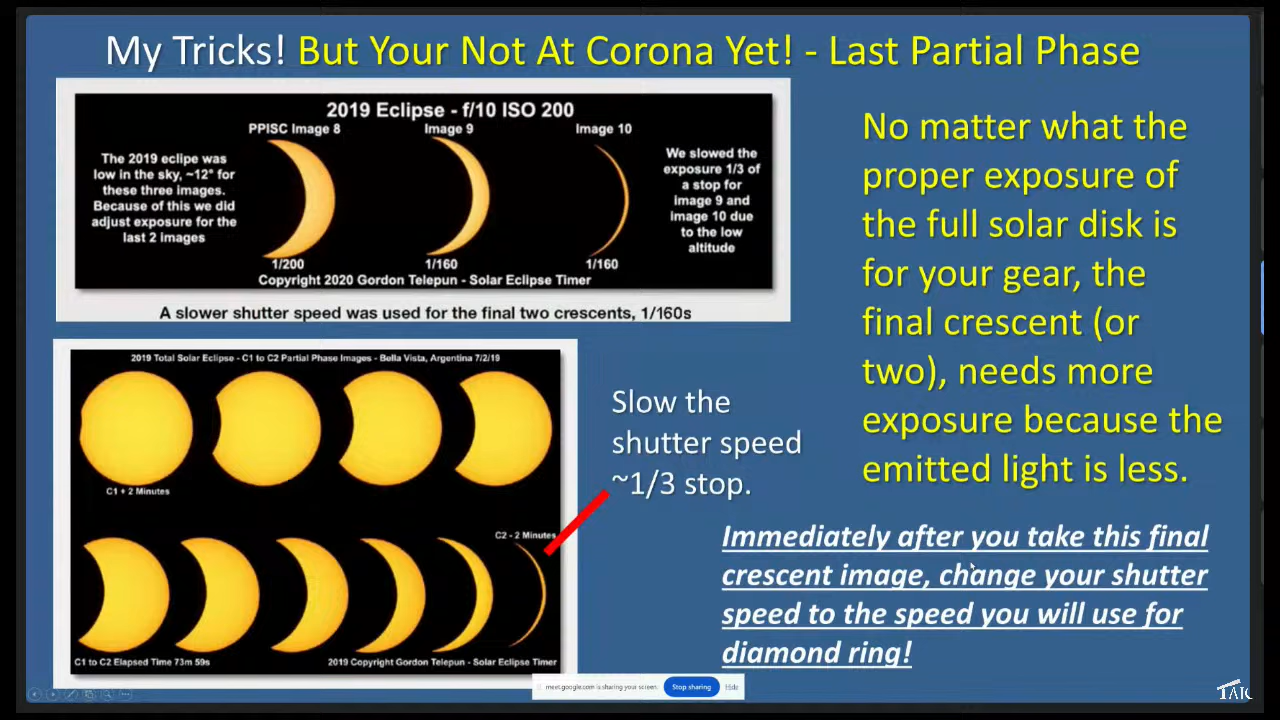 My Tricks! But Your Not At Corona Yet! - Last Partial Phase
2019 Eclipse - f/10 ISO 200
PPISC Image 8
Image 9
Image 10
The 2019 eclipe was
low in the sky, ~12° for
these three images.
Because of this we did
adjust exposure for the
last 2 images
We slowed the
exposure 1/3 of
a stop for
image 9 and
image 10 due
to the low
altitude
1/200
1/160
1/160
Copyright 2020 Gordon Telepun - Solar Eclipse Timer
A slower shutter speed was used for the final two crescents, 1/160s
No matter what the
proper exposure of
the full solar disk is
for your gear, the
final crescent (or
two), needs more
exposure because the
emitted light is less.
2019 Total Solar Eclipse - C1 to C2 Partial Phase Images - Bella Vista, Argentina 7/2/19
C1 + 2 Minutes
C2 - 2 Minutes
C1 to C2 Elapsed Time 73m 59s
2019 Copyright Gordon Telepun - Solar Eclipse Timer
Slow the
shutter speed
~1/3 stop.
Immediately after you take this final
crescent image, change your shutter
speed to the speed you will use for
diamond ring!
meet.google.com is sharing your screen.
Stop sharing
Hide
TAIC